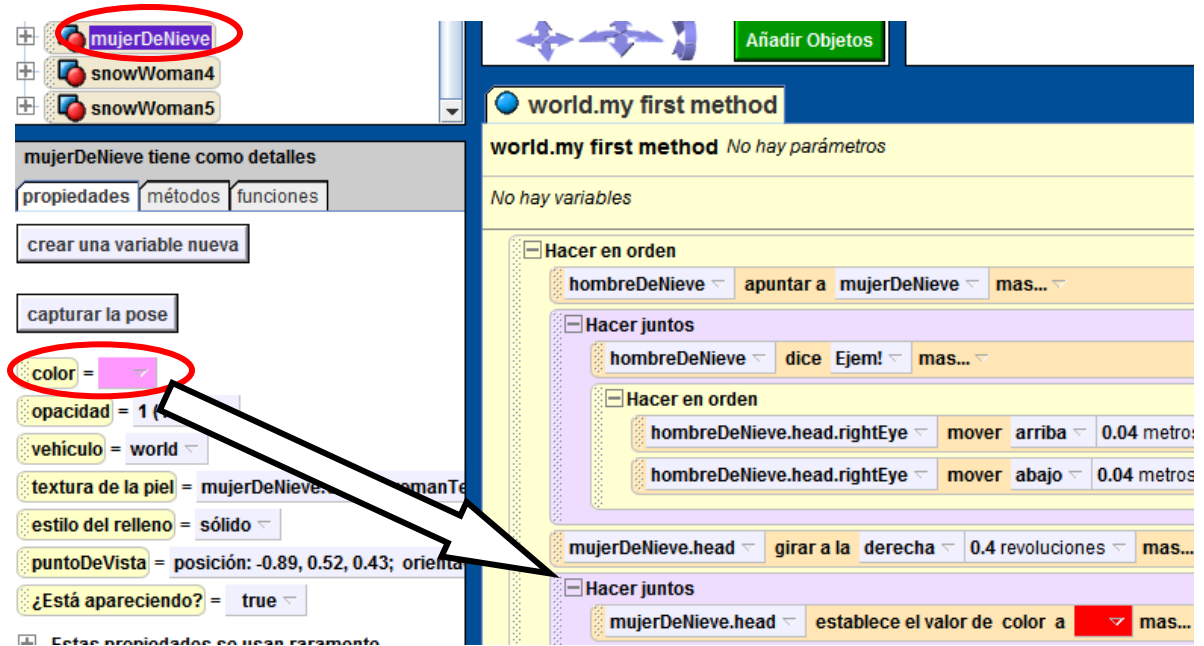 mujerDeNieve
snowWoman4
snowWoman5
mujerDeNieve tiene como detalles
propiedades métodos funciones
crear una variable nueva
capturar la pose
color =
opacidad = 1 (1
vehículo = world
textura de la piel = mujerDeNieve.
estilo del relleno = sólido
puntoDeVista = posición: -0.89, 0.52, 0.43; orienta
¿Está apareciendo? = true
Estas propiedades se usan raramente
Añadir Objetos
world.my first method
world.my first method No hay parámetros
No hay variables
Hacer en orden
hombreDeNieve apuntar a mujerDeNieve mas...
Hacer juntos
hombreDeNieve dice Ejem! mas...
Hacer en orden
hombreDeNieve.head.rightEye mover arriba 0.04 metros
hombreDeNieve.head.rightEye mover abajo 0.04 metros
mujerDeNieve.head girar a la derecha 0.4 revoluciones mas...
Hacer juntos
mujerDeNieve.head establece el valor de color a mas...